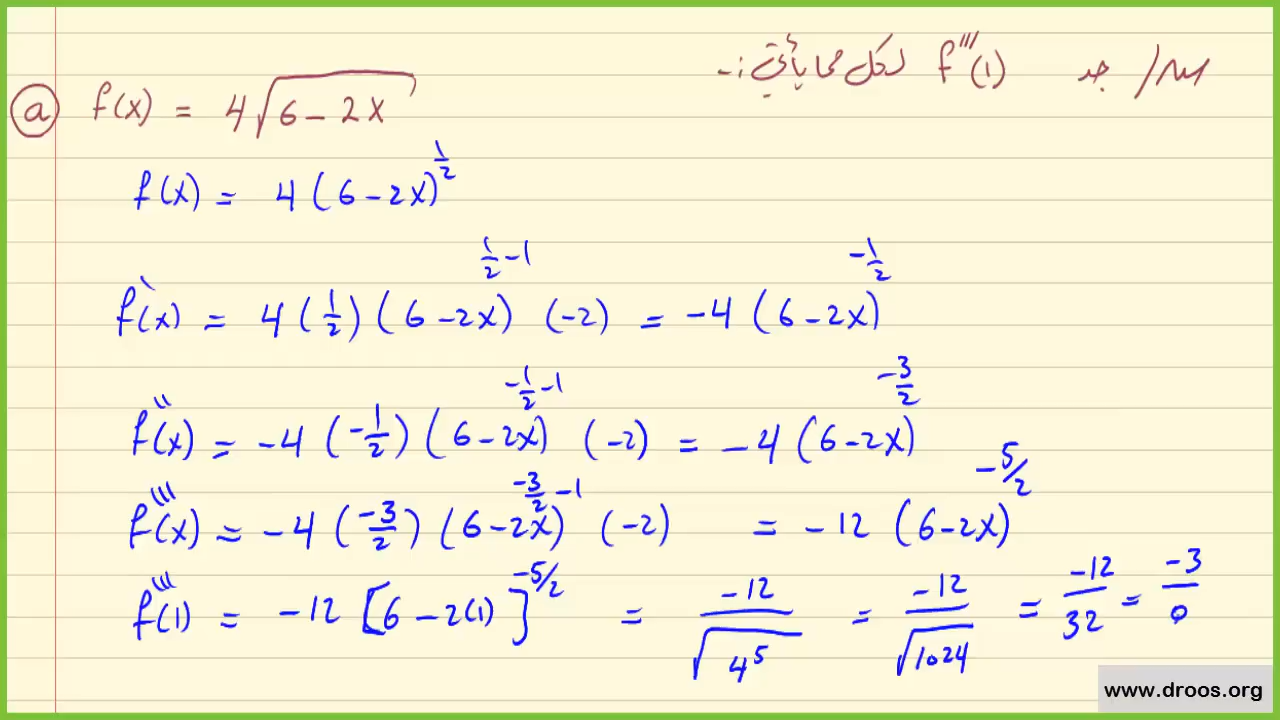 س/ جد f'''(1) لكل مما يأتي :-
ⓐ f(x) = 4√(6-2x)
f(x) = 4(6-2x)^(1/2)
f'(x) = 4(1/2)(6-2x)^(1/2 -1) (-2) = -4(6-2x)^(-1/2)
f''(x) = -4(-1/2)(6-2x)^(-1/2 -1) (-2) = -4(6-2x)^(-3/2)
f'''(x) = -4(-3/2)(6-2x)^(-3/2 -1) (-2) = -12(6-2x)^(-5/2)
f'''(1) = -12[6-2(1)]^(-5/2) = -12/√(4^5) = -12/√1024 = -12/32 = -3/
www.droos.org